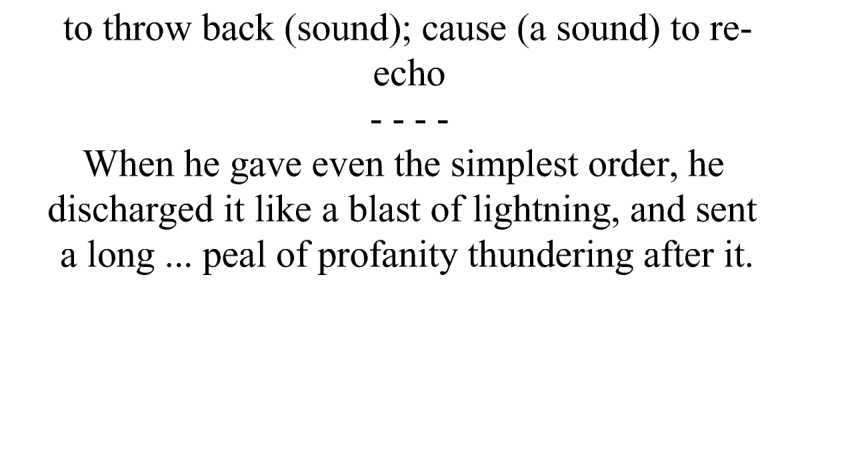 to throw back (sound); cause (a sound) to re-
echo
- - - -
When he gave even the simplest order, he
discharged it like a blast of lightning, and sent
a long ... peal of profanity thundering after it.